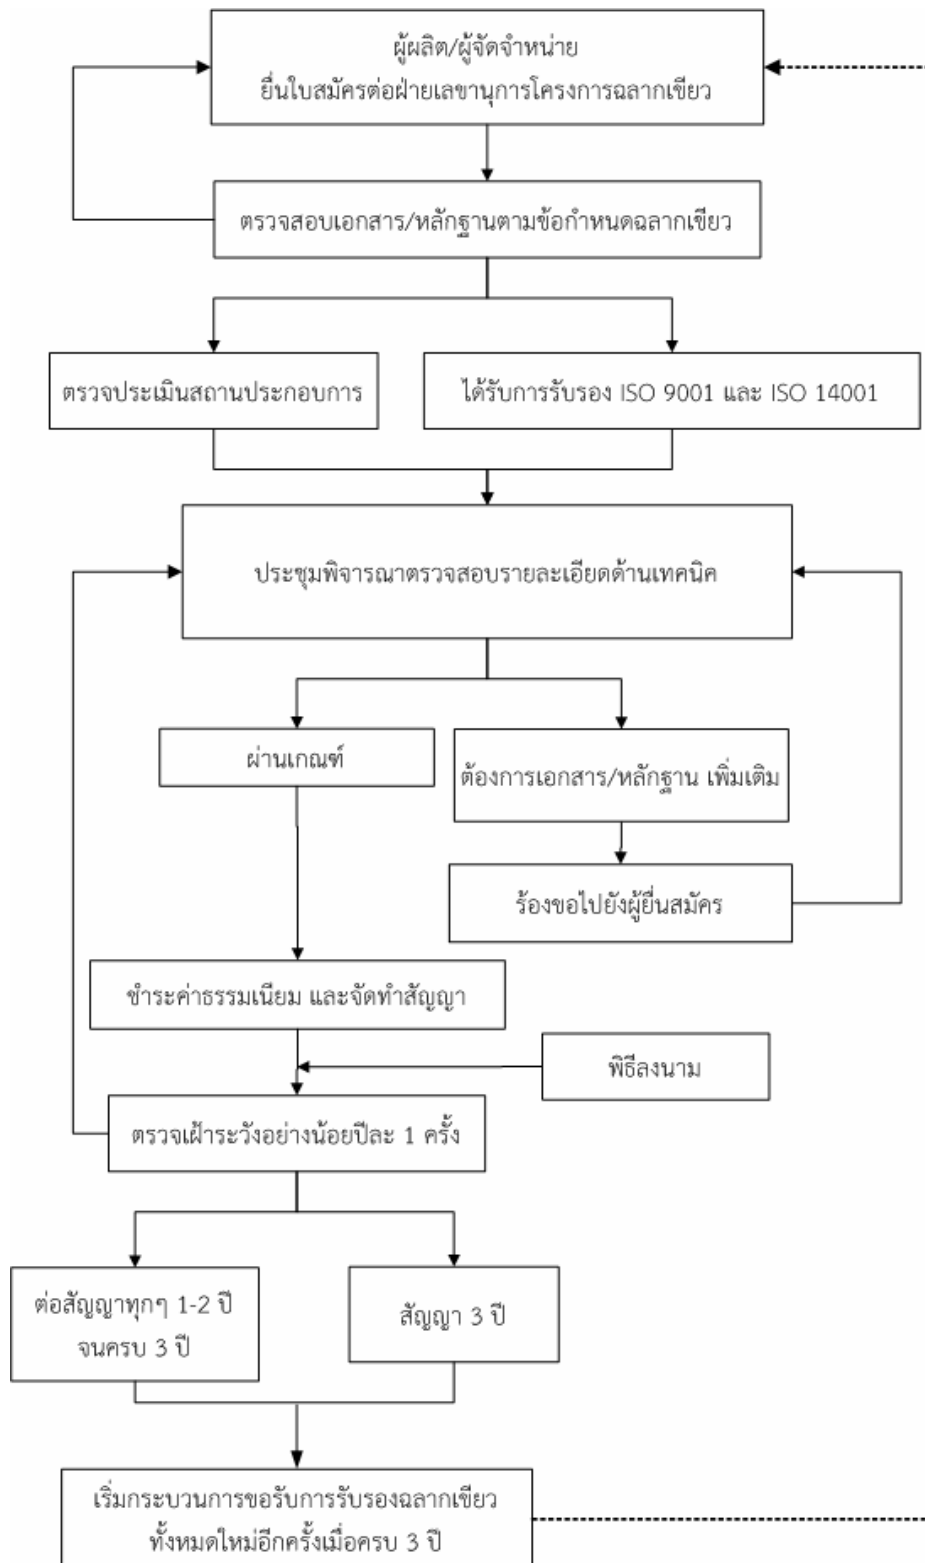 ผู้ผลิต/ผู้จัดจำหน่าย
ยื่นใบสมัครต่อฝ่ายเลขานุการโครงการฉลากเขียว
ตรวจสอบเอกสาร/หลักฐานตามข้อกำหนดฉลากเขียว
ตรวจประเมินสถานประกอบการ
ได้รับการรับรอง ISO 9001 และ ISO 14001
ประชุมพิจารณาตรวจสอบรายละเอียดด้านเทคนิค
ผ่านเกณฑ์
ต้องการเอกสาร/หลักฐาน เพิ่มเติม
ร้องขอไปยังผู้ยื่นสมัคร
ชำระค่าธรรมเนียม และจัดทำสัญญา
พิธีลงนาม
ตรวจเฝ้าระวังอย่างน้อยปีละ 1 ครั้ง
ต่อสัญญาทุกๆ 1-2 ปี
จนครบ 3 ปี
สัญญา 3 ปี
เริ่มกระบวนการขอรับการรับรองฉลากเขียว
ทั้งหมดใหม่อีกครั้งเมื่อครบ 3 ปี